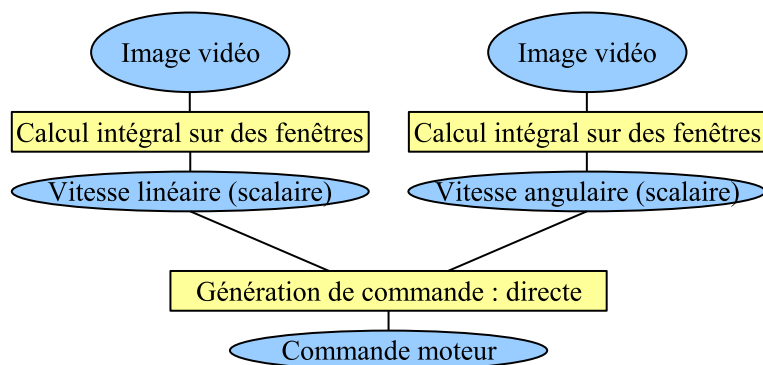 Image vidéo
Image vidéo
Calcul intégral sur des fenêtres
Calcul intégral sur des fenêtres
Vitesse linéaire (scalaire)
Vitesse angulaire (scalaire)
Génération de commande : directe
Commande moteur